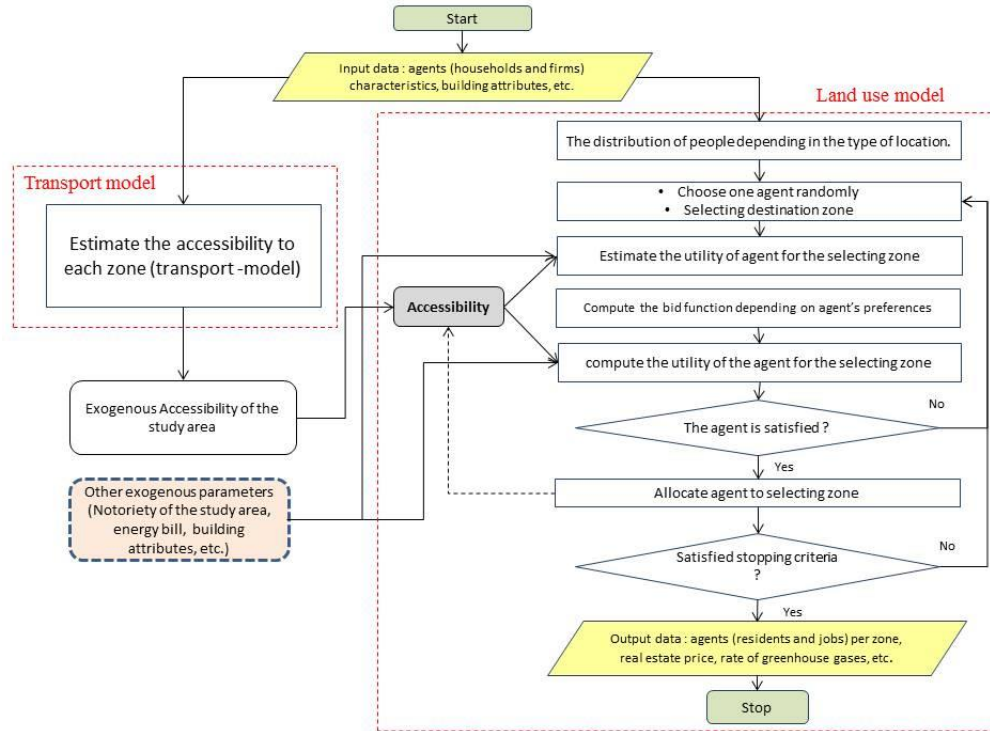 Start
Input data : agents (households and firms)
characteristics, building attributes, etc.
Land use model
The distribution of people depending in the type of location.
Transport model
• Choose one agent randomly
• Selecting destination zone
Estimate the accessibility to
each zone (transport -model)
Estimate the utility of agent for the selecting zone
Accessibility
Compute the bid function depending on agent's preferences
compute the utility of the agent for the selecting zone
Exogenous Accessibility of the
study area
No
The agent is satisfied ?
Yes
Other exogenous parameters
(Notoriety of the study area,
energy bill, building
attributes, etc.)
Allocate agent to selecting zone
No
Satisfied stopping criteria
?
Yes
Output data : agents (residents and jobs) per zone,
real estate price, rate of greenhouse gases, etc.
Stop